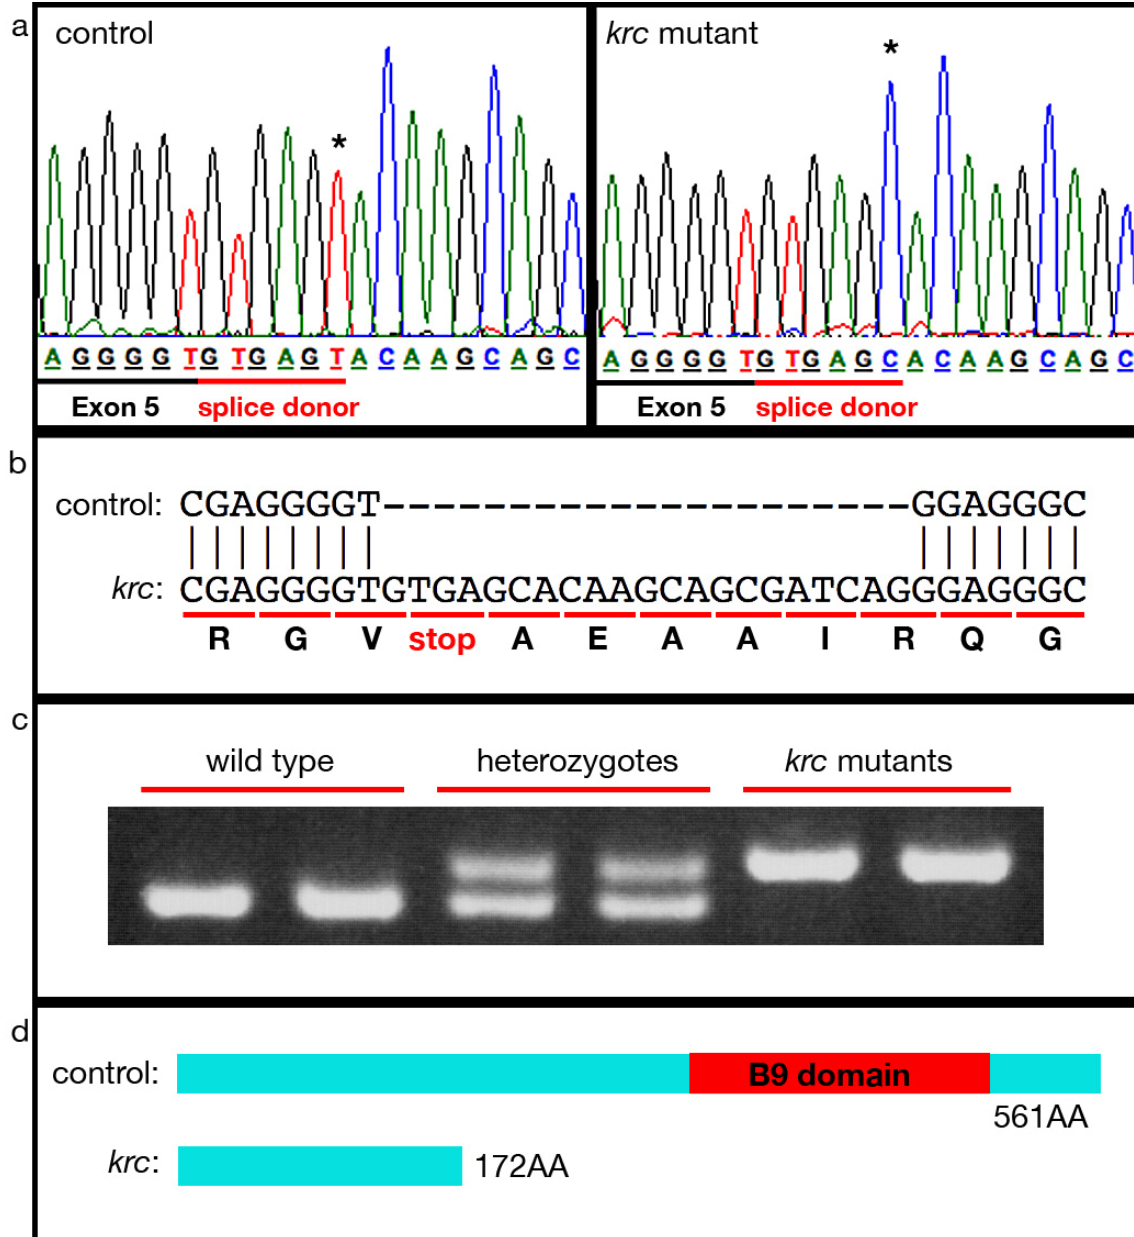 a
control
*
A G G G G T G T G A G T A C A A G C A G C
Exon 5
splice donor
krc mutant
*
A G G G G T G T G A G C A C A A G C A G C
Exon 5
splice donor
b
control: CGAGGGGT---------------------GGAGGGC
krc: CGAGGGGTGTGAGCACAAGCAGCGATCAGGGAGGGC
R G V stop A E A A I R Q G
c
wild type
heterozygotes
krc mutants
d
control:
B9 domain
561AA
krc:
172AA